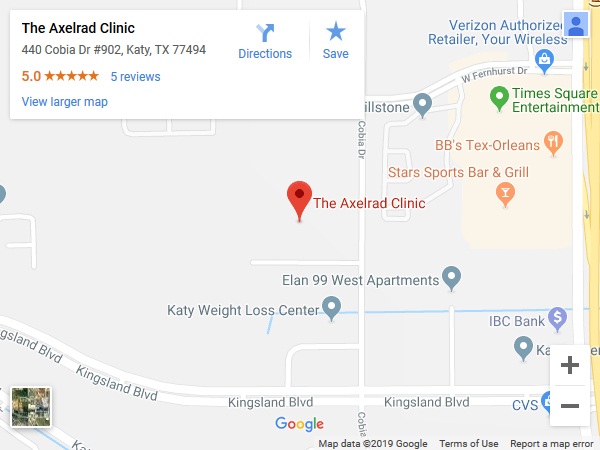 The Axelrad Clinic
440 Cobia Dr #902, Katy, TX 77494
5.0 ★★★★★ 5 reviews
View larger map
Directions
Save
Verizon Authorized
Retailer, Your Wireless
W Fernhurst Dr
Times Square
Entertainment
llstone
Cobia Dr
BB's Tex-Orleans
Stars Sports Bar & Grill
The Axelrad Clinic
Elan 99 West Apartments
Katy Weight Loss Center
IBC Bank
$
ngsland Blvd
Kingsland Blvd
Ka
Kingsland Blvd
Kingsland Blvd
CVS
Cobia
Google
Ka
Map data ©2019 Google
Terms of Use
Report a map error